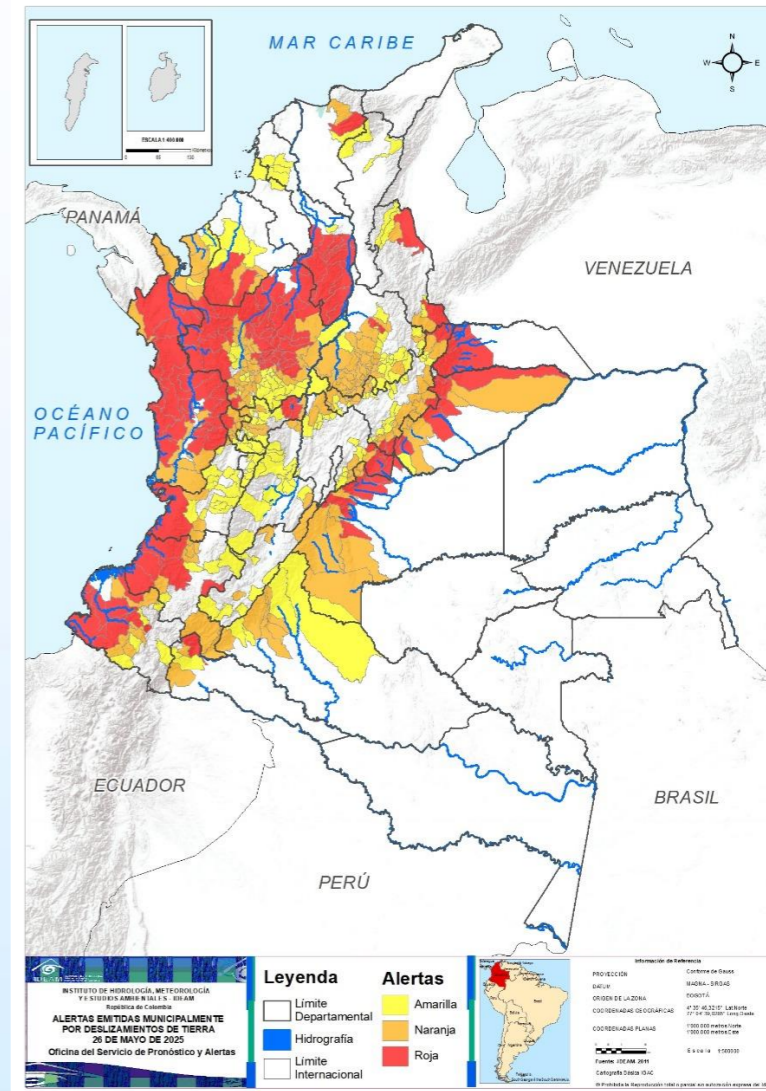 MAR CARIBE
N
W
E
S
PANAMÁ
VENEZUELA
OCÉANO
PACÍFICO
ECUADOR
BRASIL
PERÚ
INSTITUTO DE HIDROLOGÍA, METEOROLOGÍA
Y ESTUDIOS AMBIENTALES - IDEAM
República de Colombia
ALERTAS EMITIDAS MUNICIPALMENTE
POR DESLIZAMIENTOS DE TIERRA
26 DE MAYO DE 2025
Oficina del Servicio de Pronóstico y Alertas
Leyenda
Límite
Departamental
Hidrografía
Límite
Internacional
Alertas
Amarilla
Naranja
Roja
Información de Referencia
PROYECCIÓN
Conforme de Gauss
DATUM
MAGNA - SIRGAS
ORIGEN DE LA ZONA
BOGOTÁ
COORDENADAS GEOGRÁFICAS
COORDENADAS PLANAS
Fuente: IDEAM 2011
Cartografía Básica IGAC